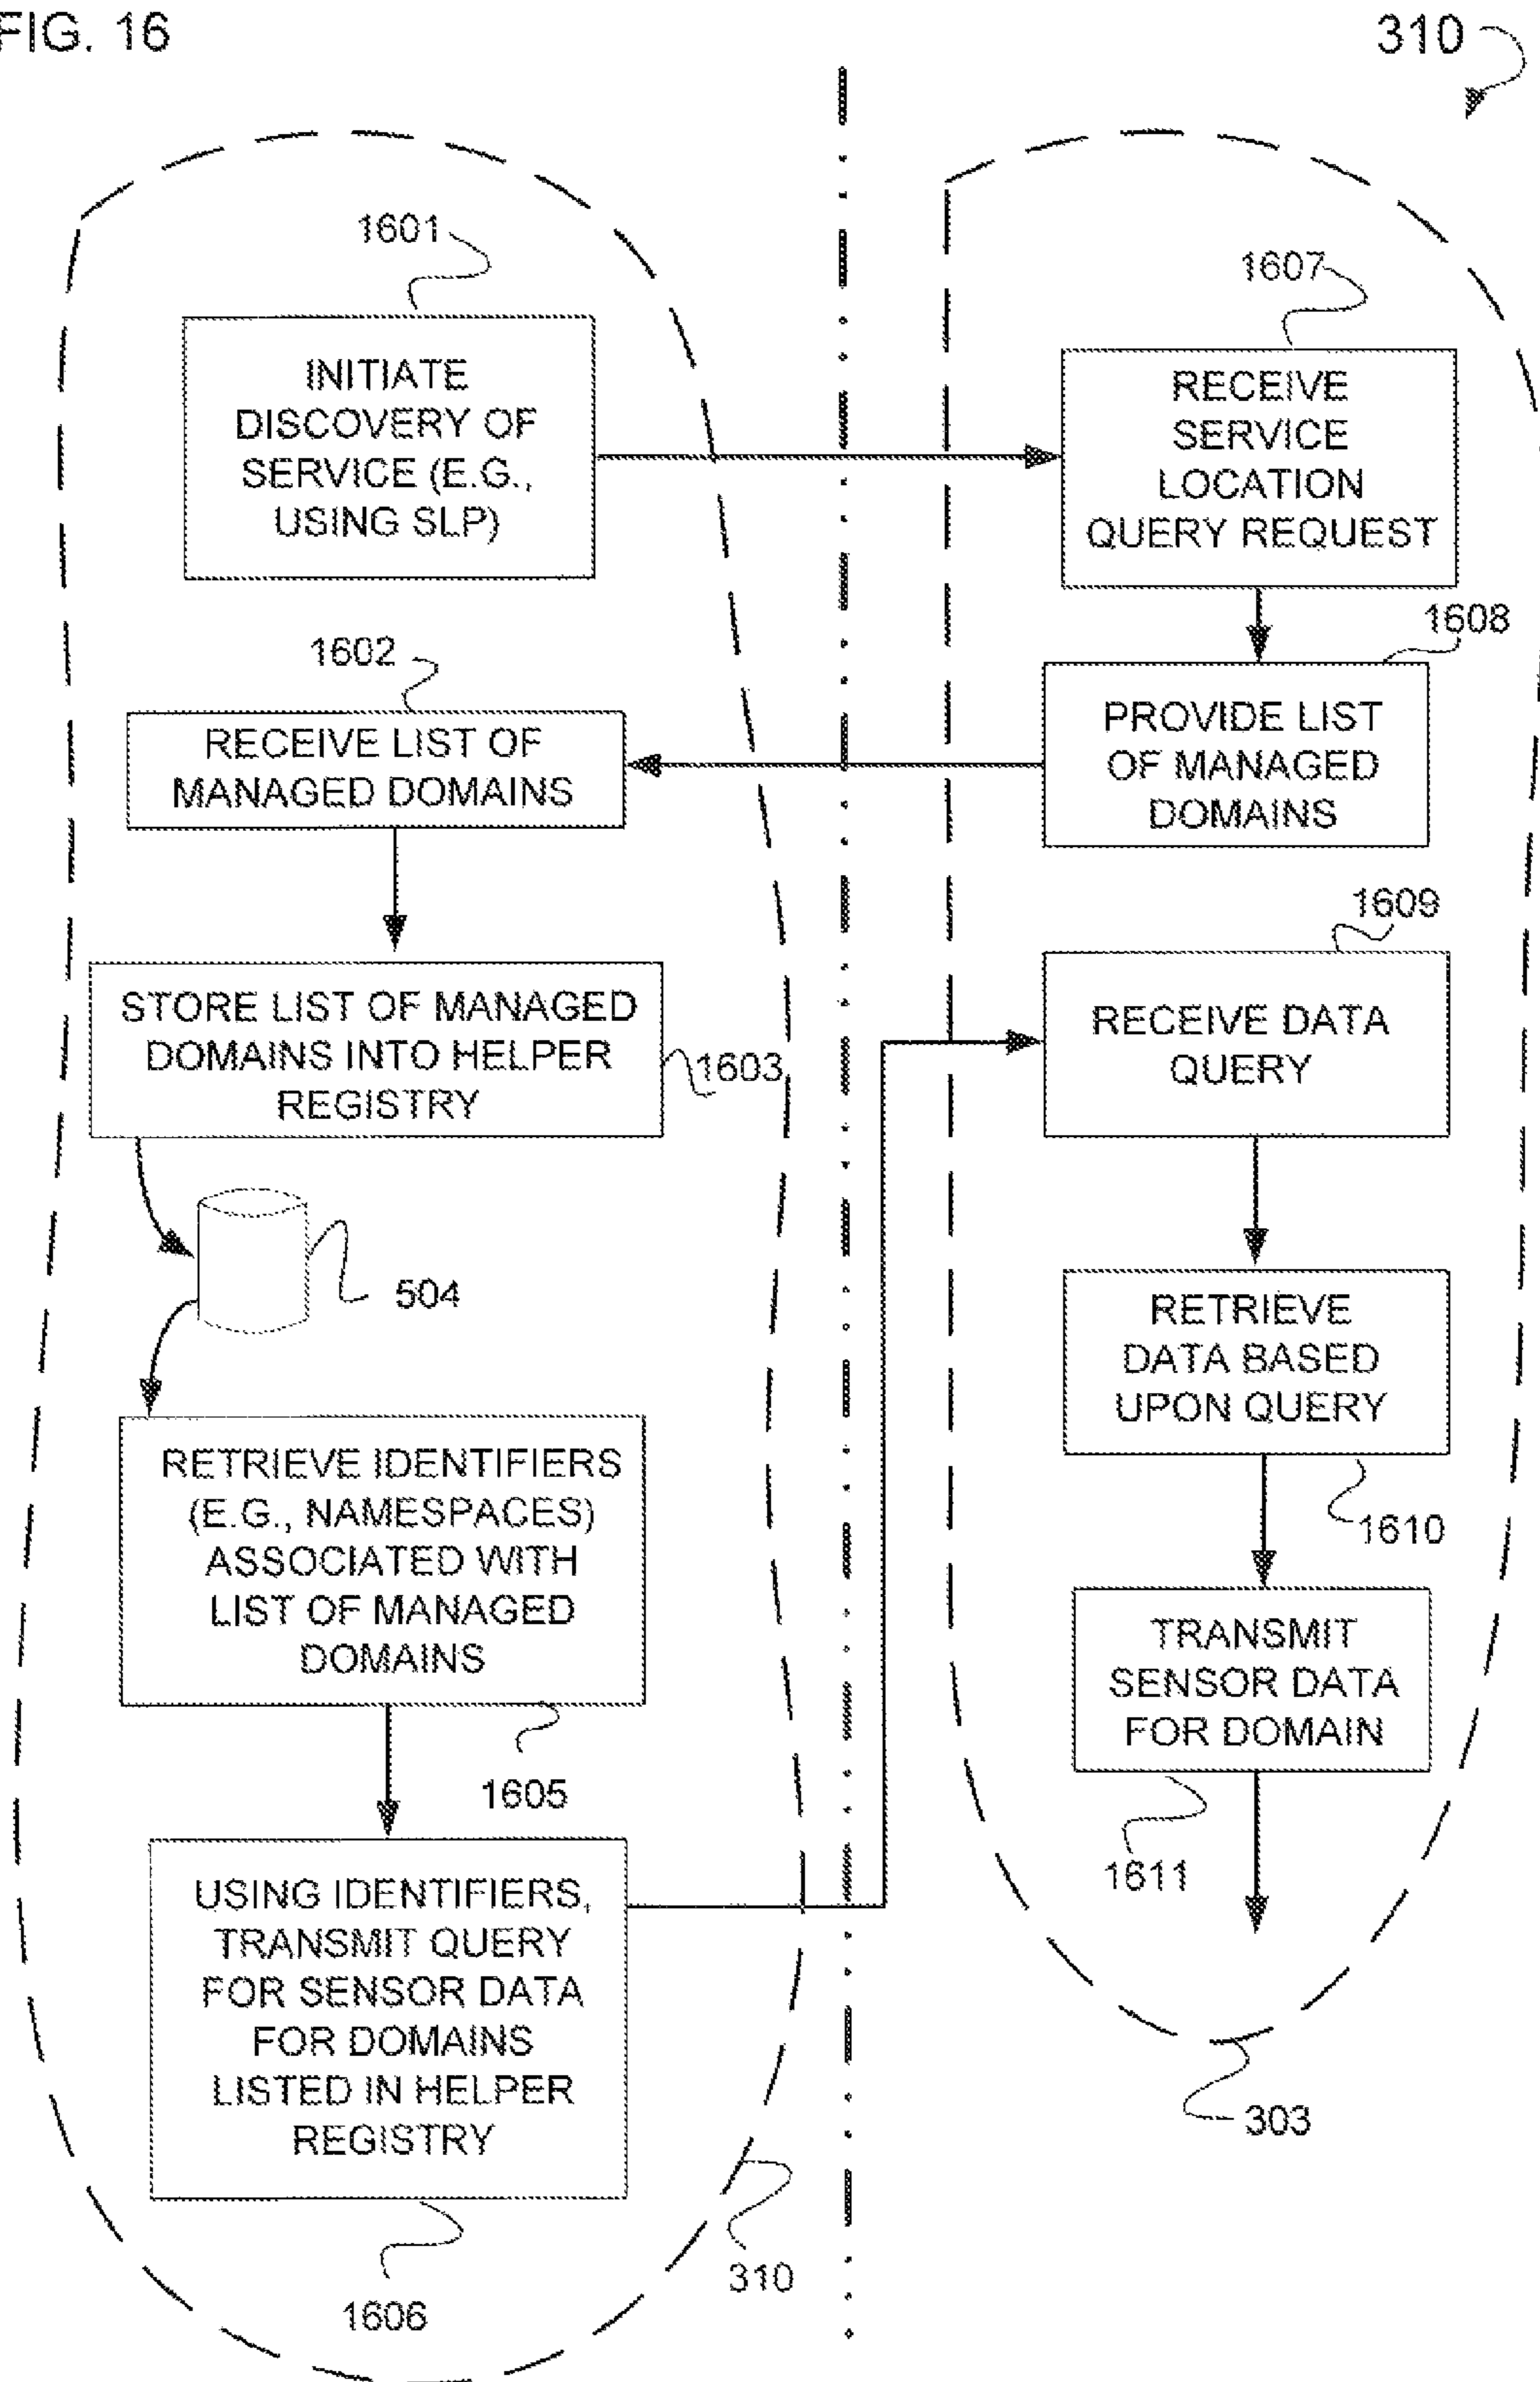 FIG. 16
310
1601
INITIATE
DISCOVERY OF
SERVICE (E.G.,
USING SLP)
1607
RECEIVE
SERVICE
LOCATION
QUERY REQUEST
1602
RECEIVE LIST OF
MANAGED DOMAINS
1608
PROVIDE LIST
OF MANAGED
DOMAINS
STORE LIST OF MANAGED
DOMAINS INTO HELPER
REGISTRY
1603
1609
RECEIVE DATA
QUERY
504
RETRIEVE
DATA BASED
UPON QUERY
1610
RETRIEVE IDENTIFIERS
(E.G., NAMESPACES)
ASSOCIATED WITH
LIST OF MANAGED
DOMAINS
1605
TRANSMIT
SENSOR DATA
FOR DOMAIN
1611
USING IDENTIFIERS,
TRANSMIT QUERY
FOR SENSOR DATA
FOR DOMAINS
LISTED IN HELPER
REGISTRY
1606
310
303